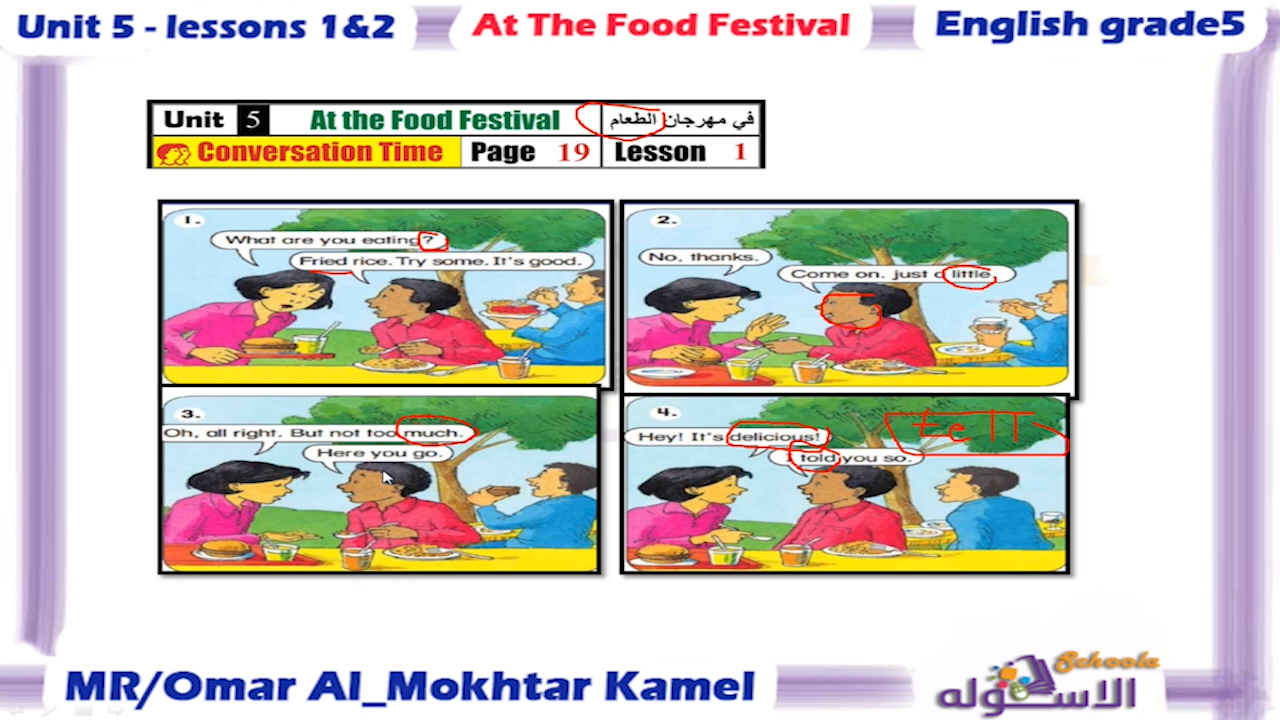 Unit 5 - lessons 1&2
At The Food Festival
English grade5
Unit 5 At the Food Festival في مهرجان الطعام
Conversation Time Page 19 Lesson 1
1.
What are you eating?
Fried rice. Try some. It's good.
2.
No, thanks.
Come on. just a little.
3.
Oh, all right. But not too much.
Here you go.
4.
tell
Hey! It's delicious!
I told you so.
MR/Omar Al_Mokhtar Kamel
Schoola
الاسكوله